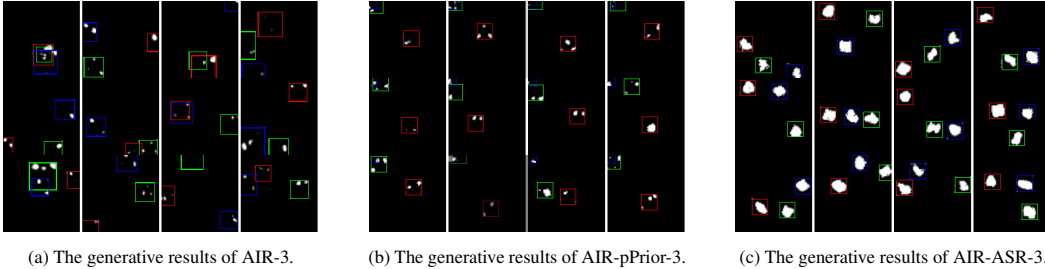 (a) The generative results of AIR-3.
(b) The generative results of AIR-pPrior-3.
(c) The generative results of AIR-ASR-3.